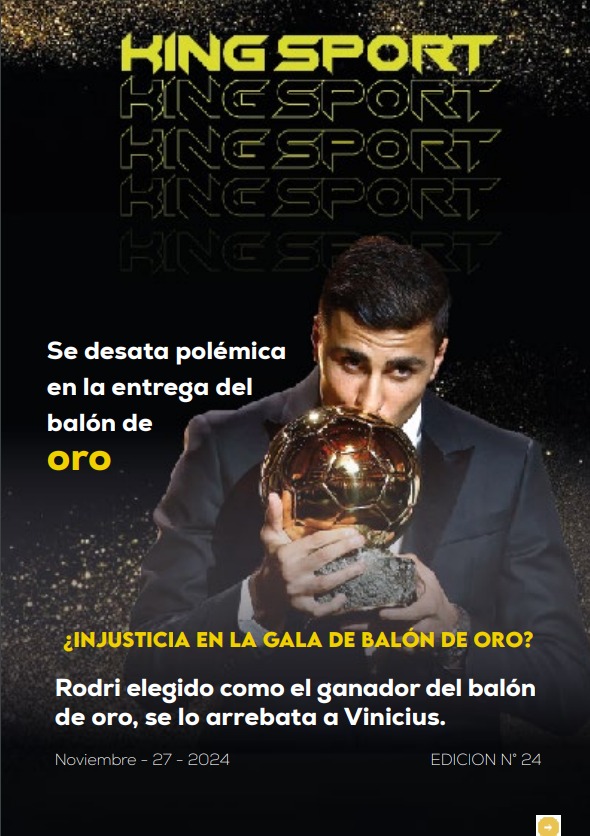 KING SPORT
KING SPORT
KING SPORT
KING SPORT
KING SPORT
Se desata polémica
en la entrega del
balón de
oro
¿INJUSTICIA EN LA GALA DE BALÓN DE ORO?
Rodri elegido como el ganador del balón
de oro, se lo arrebata a Vinicius.
Noviembre - 27 - 2024
EDICION N° 24